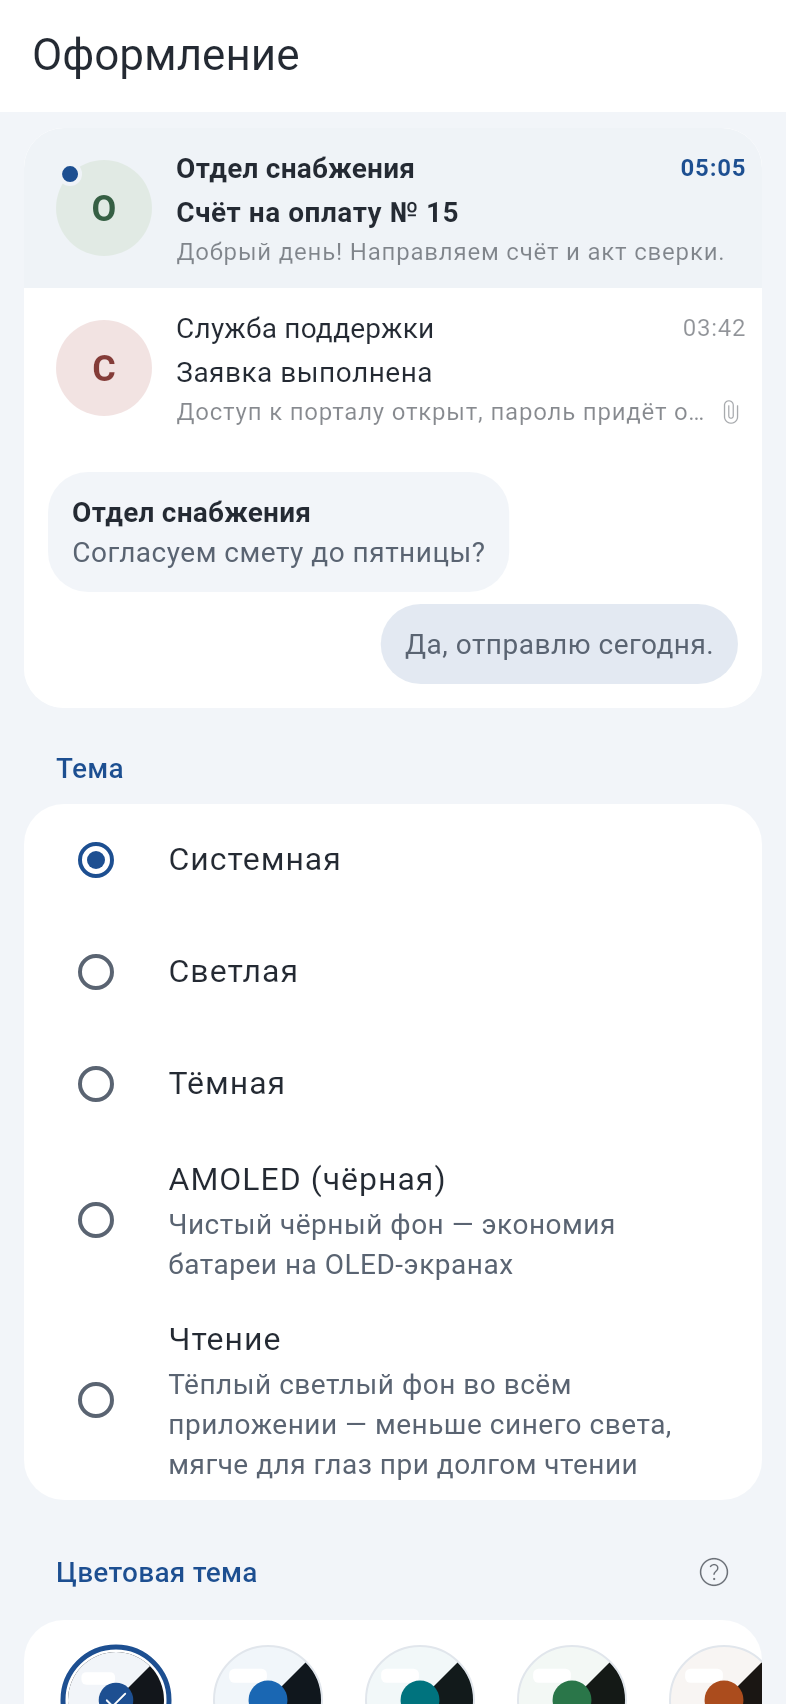 Оформление
О
Отдел снабжения
05:05
Счёт на оплату № 15
Добрый день! Направляем счёт и акт сверки.
С
Служба поддержки
03:42
Заявка выполнена
Доступ к порталу открыт, пароль придёт о…
Отдел снабжения
Согласуем смету до пятницы?
Да, отправлю сегодня.
Тема
Системная
Светлая
Тёмная
AMOLED (чёрная)
Чистый чёрный фон — экономия
батареи на OLED-экранах
Чтение
Тёплый светлый фон во всём
приложении — меньше синего света,
мягче для глаз при долгом чтении
Цветовая тема
?